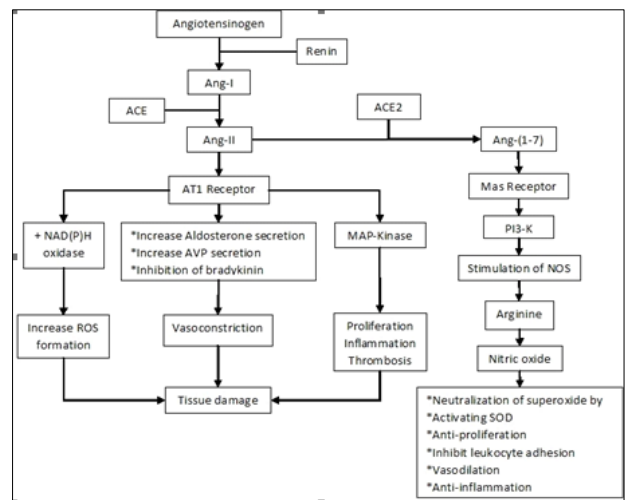 Angiotensinogen
Renin
Ang-I
ACE
ACE2
Ang-II
Ang-(1-7)
AT1 Receptor
Mas Receptor
+ NAD(P)H
oxidase
*Increase Aldosterone secretion
*Increase AVP secretion
*Inhibition of bradykinin
MAP-Kinase
PI3-K
Stimulation of NOS
Increase ROS
formation
Vasoconstriction
Proliferation
Inflammation
Thrombosis
Arginine
Nitric oxide
Tissue damage
*Neutralization of superoxide by
*Activating SOD
*Anti-proliferation
*Inhibit leukocyte adhesion
*Vasodilation
*Anti-inflammation